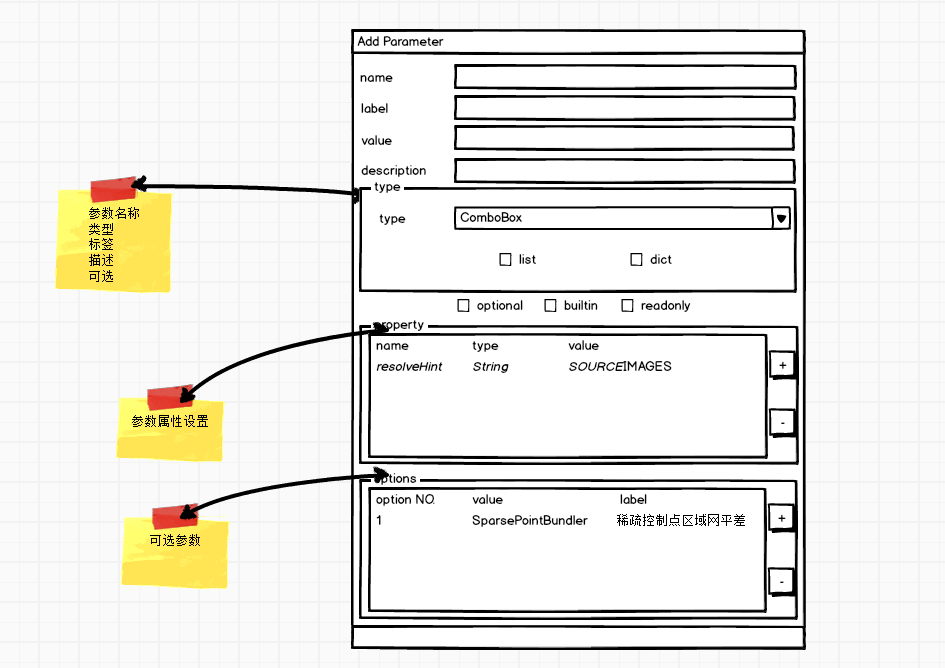 Add Parameter
name
label
value
description
type
type ComboBox
list dict
optional builtin readonly
参数名称
类型
标签
描述
可选
property
name type value
resolveHint String SOURCEIMAGES
+
-
参数属性设置
options
option NO. value label
1 SparsePointBundler 稀疏控制点区域网平差
+
-
可选参数